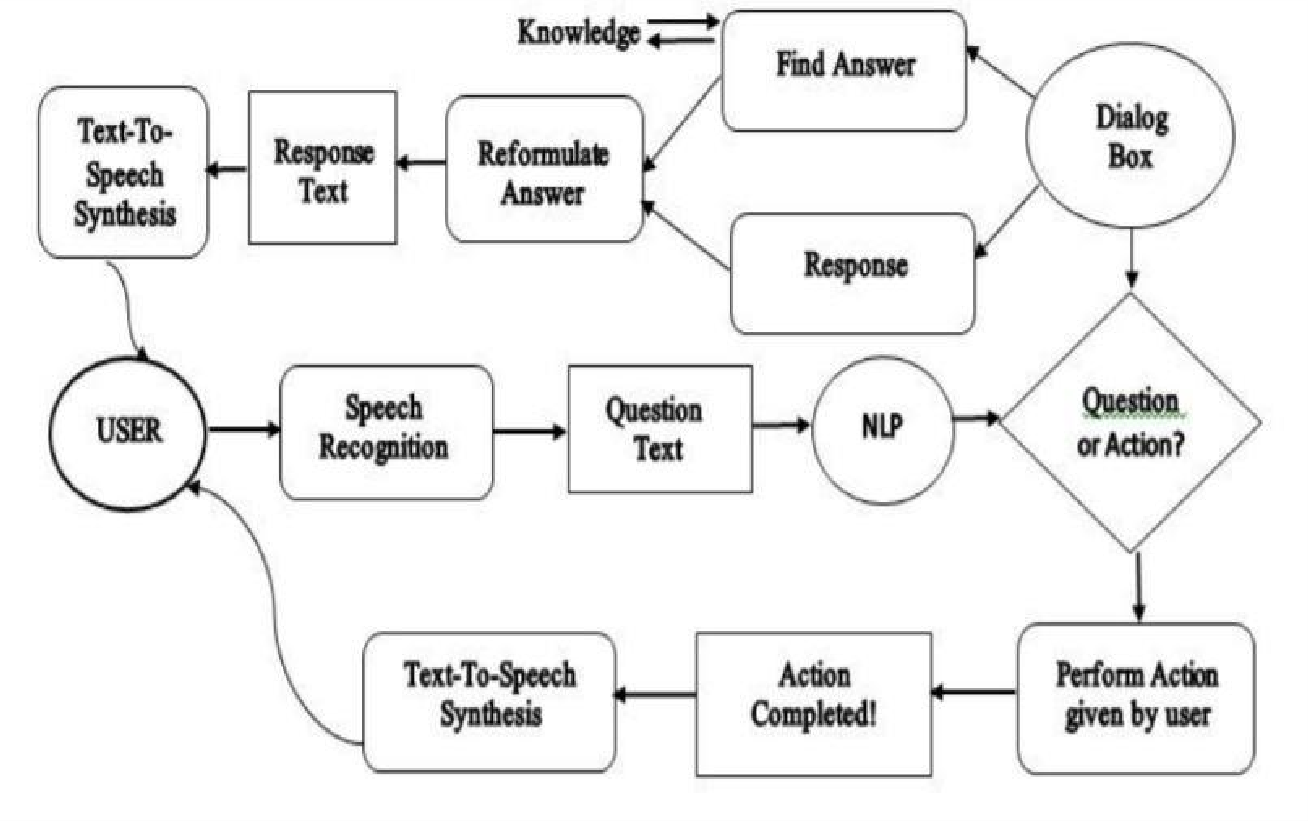 Knowledge
Find Answer
Dialog
Box
Text-To-
Speech
Synthesis
Response
Text
Reformulate
Answer
Response
USER
Speech
Recognition
Question
Text
NLP
Question
or Action?
Text-To-Speech
Synthesis
Action
Completed!
Perform Action
given by user